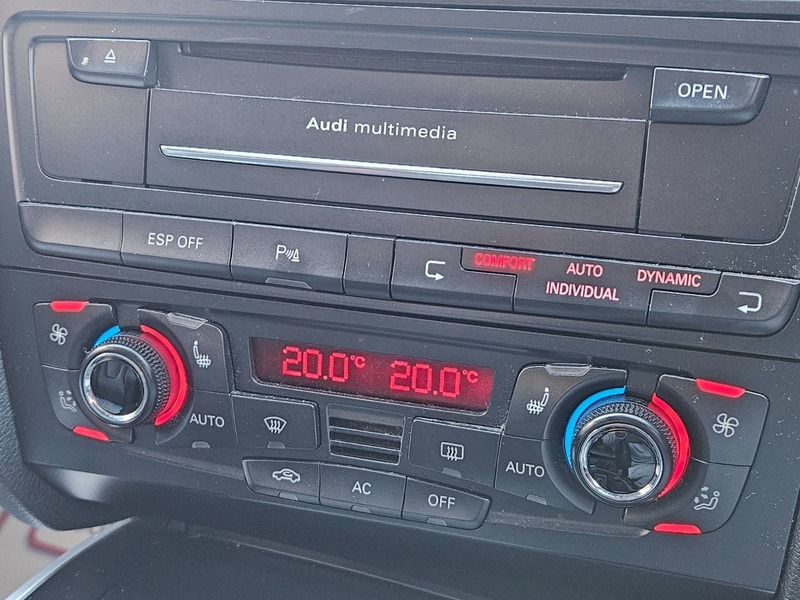 OPEN
Audi multimedia
ESP OFF
P
COMFORT AUTO DYNAMIC
INDIVIDUAL
20.0°C 20.0°C
AUTO
AUTO
AC
OFF